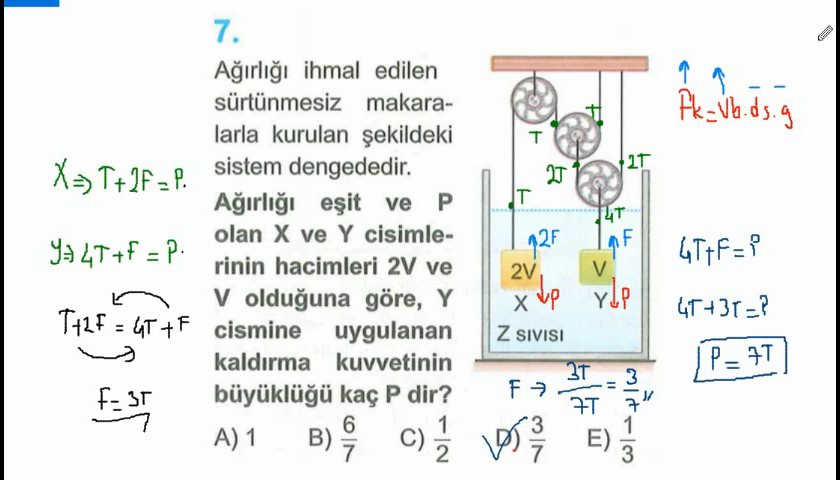 7.
Ağırlığı ihmal edilen
sürtünmesiz makara-
larla kurulan şekildeki
sistem dengededir.
Ağırlığı eşit ve P
olan X ve Y cisimle-
rinin hacimleri 2V ve
V olduğuna göre, Y
cismine uygulanan
kaldırma kuvvetinin
büyüklüğü kaç P dir?
A) 1 B) 6/7 C) 1/2 D) 3/7 E) 1/3
X ⇒ T+2F = P.
Y ⇒ 4T+F = P.
T+2F = 4T+F
F = 3T
T
T
2T
2T
T
4T
2F
F
2V
V
P
P
X
Y
Z SIVISI
F → 3T/7T = 3/7 "
Fk = Vb.ds.g
4T+F = P
4T+3T = P
P = 7T